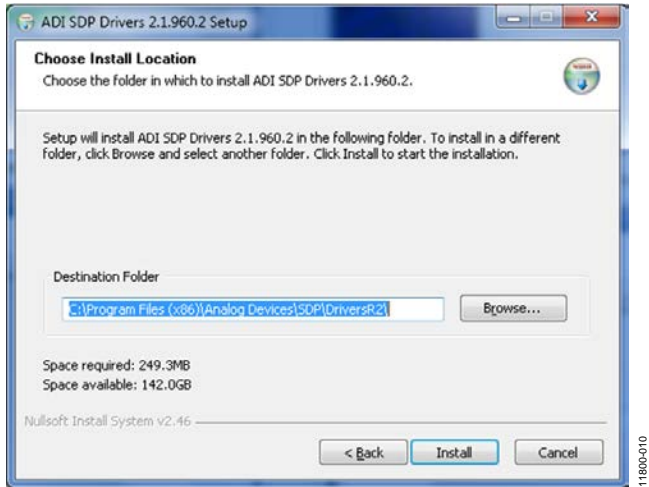 ADI SDP Drivers 2.1.960.2 Setup
Choose Install Location
Choose the folder in which to install ADI SDP Drivers 2.1.960.2.
Setup will install ADI SDP Drivers 2.1.960.2 in the following folder. To install in a different
folder, click Browse and select another folder. Click Install to start the installation.
Destination Folder
C:\Program Files (x86)\Analog Devices\SDP\DriversR2\
Browse...
Space required: 249.3MB
Space available: 142.0GB
Nullsoft Install System v2.46
< Back
Install
Cancel
11800-010